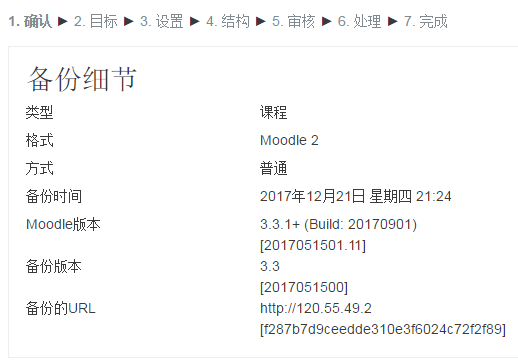 1. 确认 ► 2. 目标 ► 3. 设置 ► 4. 结构 ► 5. 审核 ► 6. 处理 ► 7. 完成
备份细节
类型 课程
格式 Moodle 2
方式 普通
备份时间 2017年12月21日 星期四 21:24
Moodle版本 3.3.1+ (Build: 20170901)
[2017051501.11]
备份版本 3.3
[2017051500]
备份的URL http://120.55.49.2
[f287b7d9ceedde310e3f6024c72f2f89]